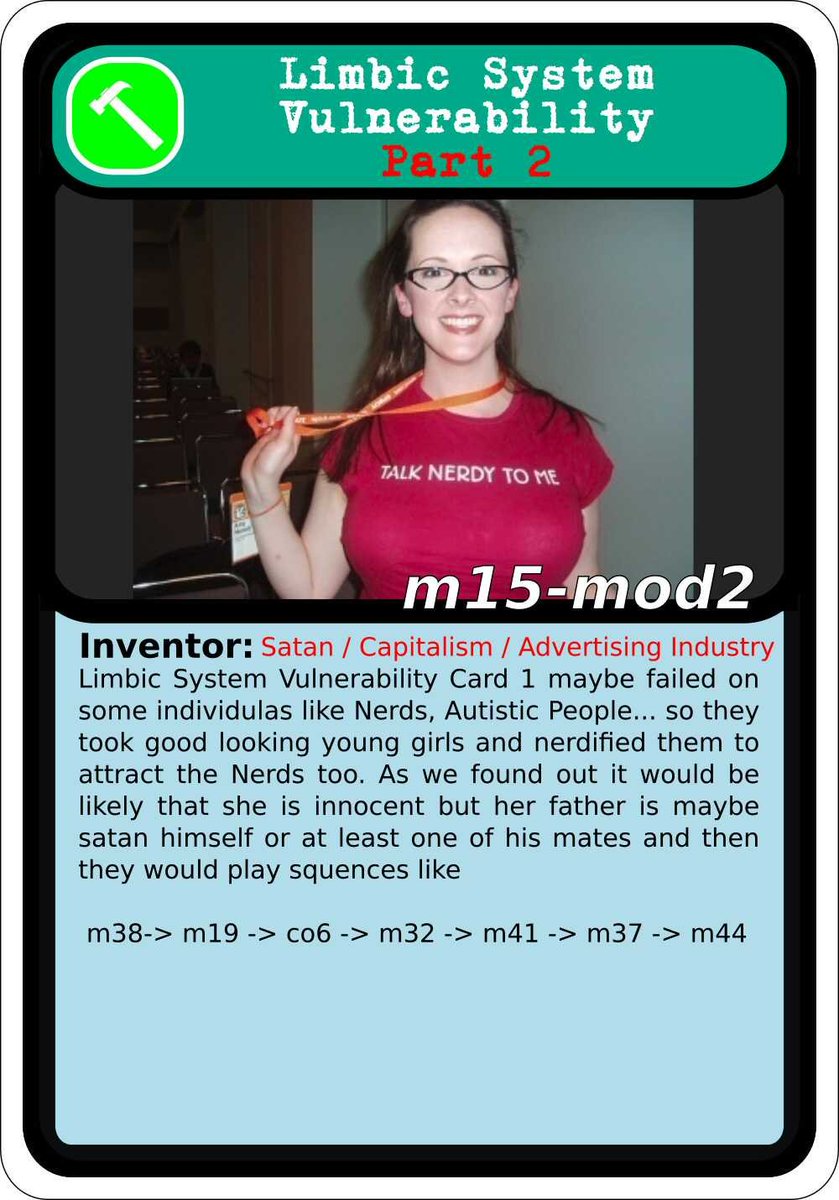 Limbic System
Vulnerability
Part 2
TALK NERDY TO ME
m15-mod2
Inventor: Satan / Capitalism / Advertising Industry
Limbic System Vulnerability Card 1 maybe failed on
some individulas like Nerds, Autistic People... so they
took good looking young girls and nerdified them to
attract the Nerds too. As we found out it would be
likely that she is innocent but her father is maybe
satan himself or at least one of his mates and then
they would play squences like
m38-> m19 -> co6 -> m32 -> m41 -> m37 -> m44